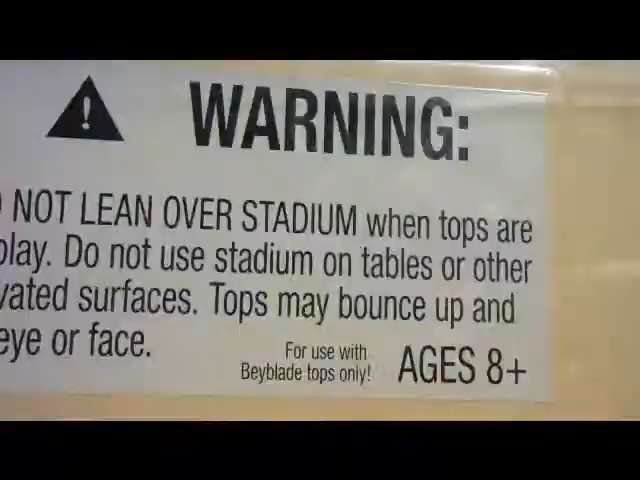 WARNING:
NOT LEAN OVER STADIUM when tops are
play. Do not use stadium on tables or other
vated surfaces. Tops may bounce up and
eye or face.
For use with
Beyblade tops only!
AGES 8+